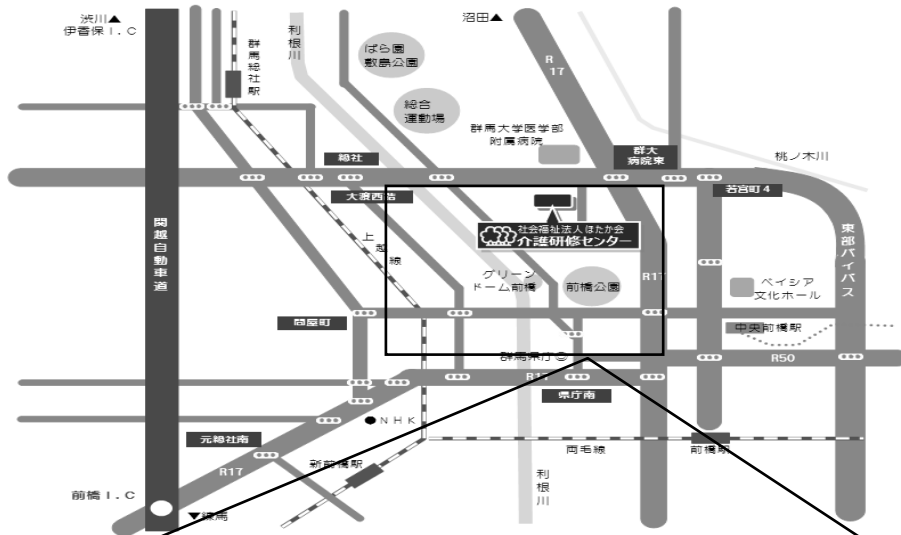 渋川▲
伊香保I.C
群馬総社駅
利根川
沼田▲
ばら園
敷島公園
総合
運動場
R
17
群馬大学医学部
附属病院
群大
病院東
桃ノ木川
総社
大渡西詰
若宮町4
関越自動車道
上越線
社会福祉法人ほたか会
介護研修センター
東部バイパス
グリーン
ドーム前橋
前橋公園
R17
ベイシア
文化ホール
問屋町
中央前橋駅
群馬県庁◎
R50
R17
県庁南
●NHK
元総社南
R17
新前橋駅
両毛線
前橋駅
利根川
前橋I.C
▼練馬